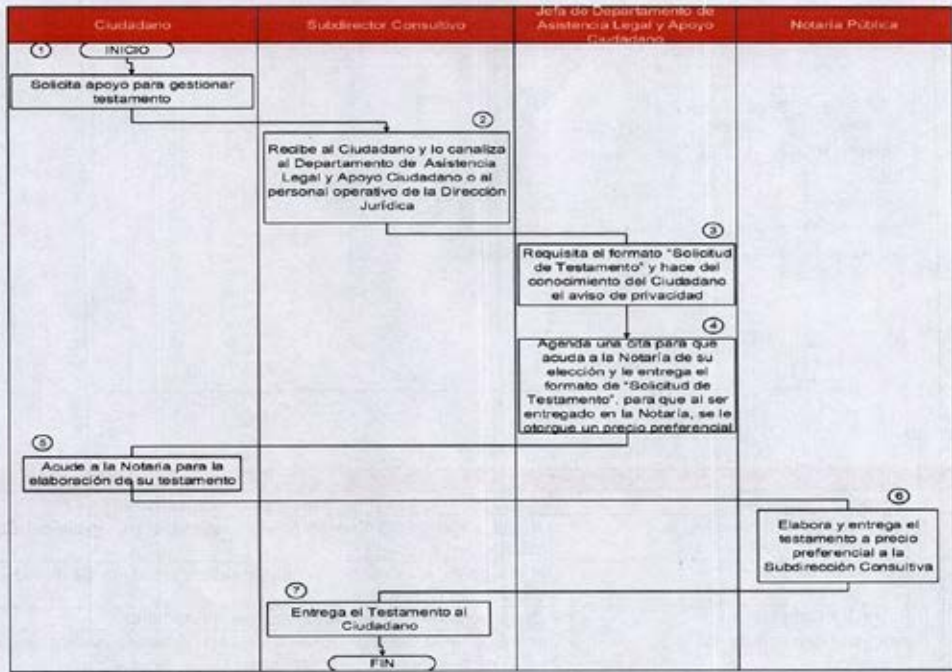 Ciudadano
Subdirector Consultivo
Jefa de Departamento de
Asistencia Legal y Apoyo
Ciudadano
Notaría Pública
1
INICIO
Solicita apoyo para gestionar
testamento
2
Recibe al Ciudadano y lo canaliza
al Departamento de Asistencia
Legal y Apoyo Ciudadano o al
personal operativo de la Dirección
Jurídica
3
Requisita el formato "Solicitud
de Testamento" y hace del
conocimiento del Ciudadano
el aviso de privacidad
4
Agenda una cita para que
acuda a la Notaría de su
elección y le entrega el
formato de "Solicitud de
Testamento", para que al ser
entregado en la Notaría, se le
otorgue un precio preferencial
5
Acude a la Notaría para la
elaboración de su testamento
6
Elabora y entrega el
testamento a precio
preferencial a la
Subdirección Consultiva
7
Entrega el Testamento al
Ciudadano
FIN